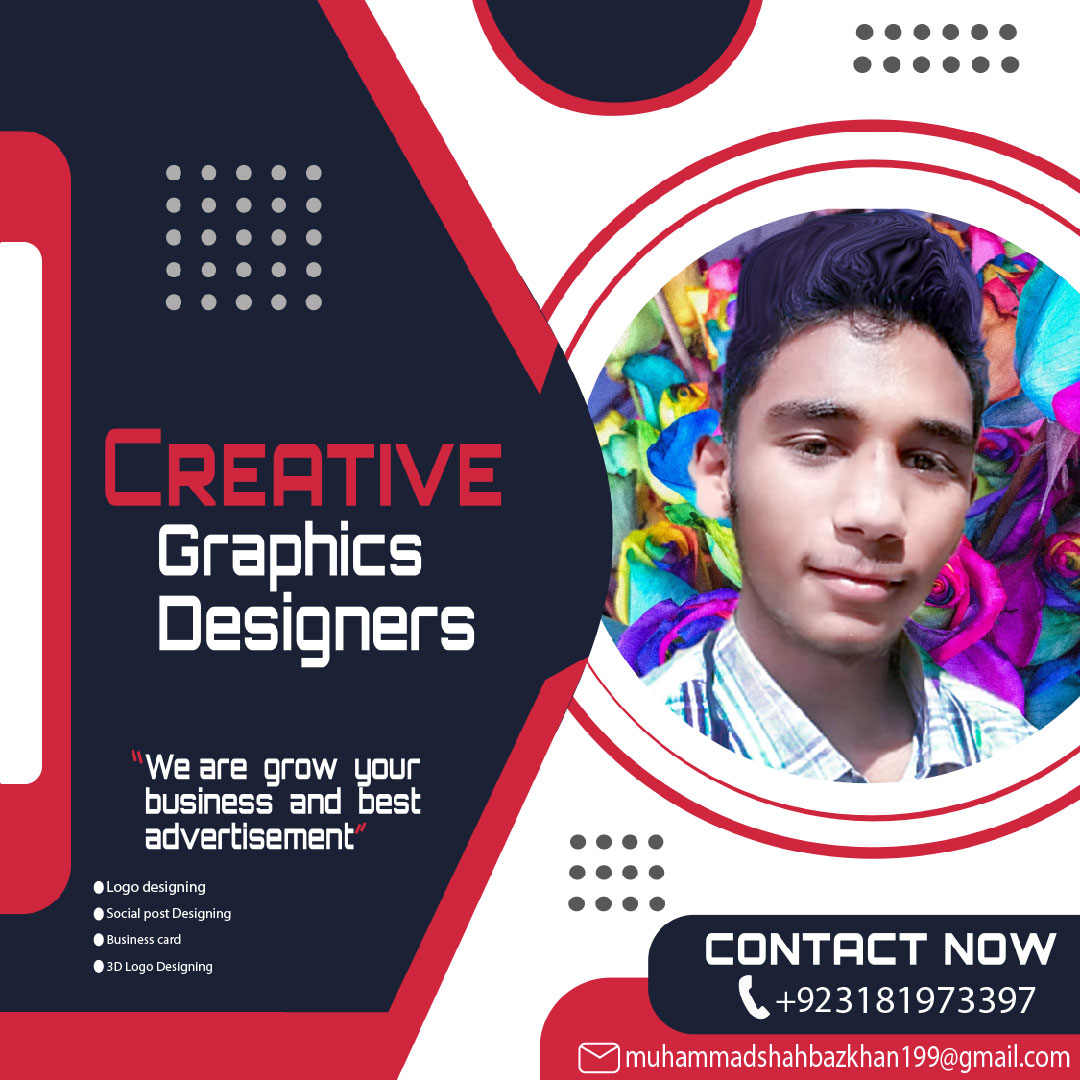 CREATIVE
Graphics
Designers
"We are grow your
business and best
advertisement"
Logo designing
Social post Designing
Business card
3D Logo Designing
CONTACT NOW
+923181973397
muhammadshahbazkhan199@gmail.com